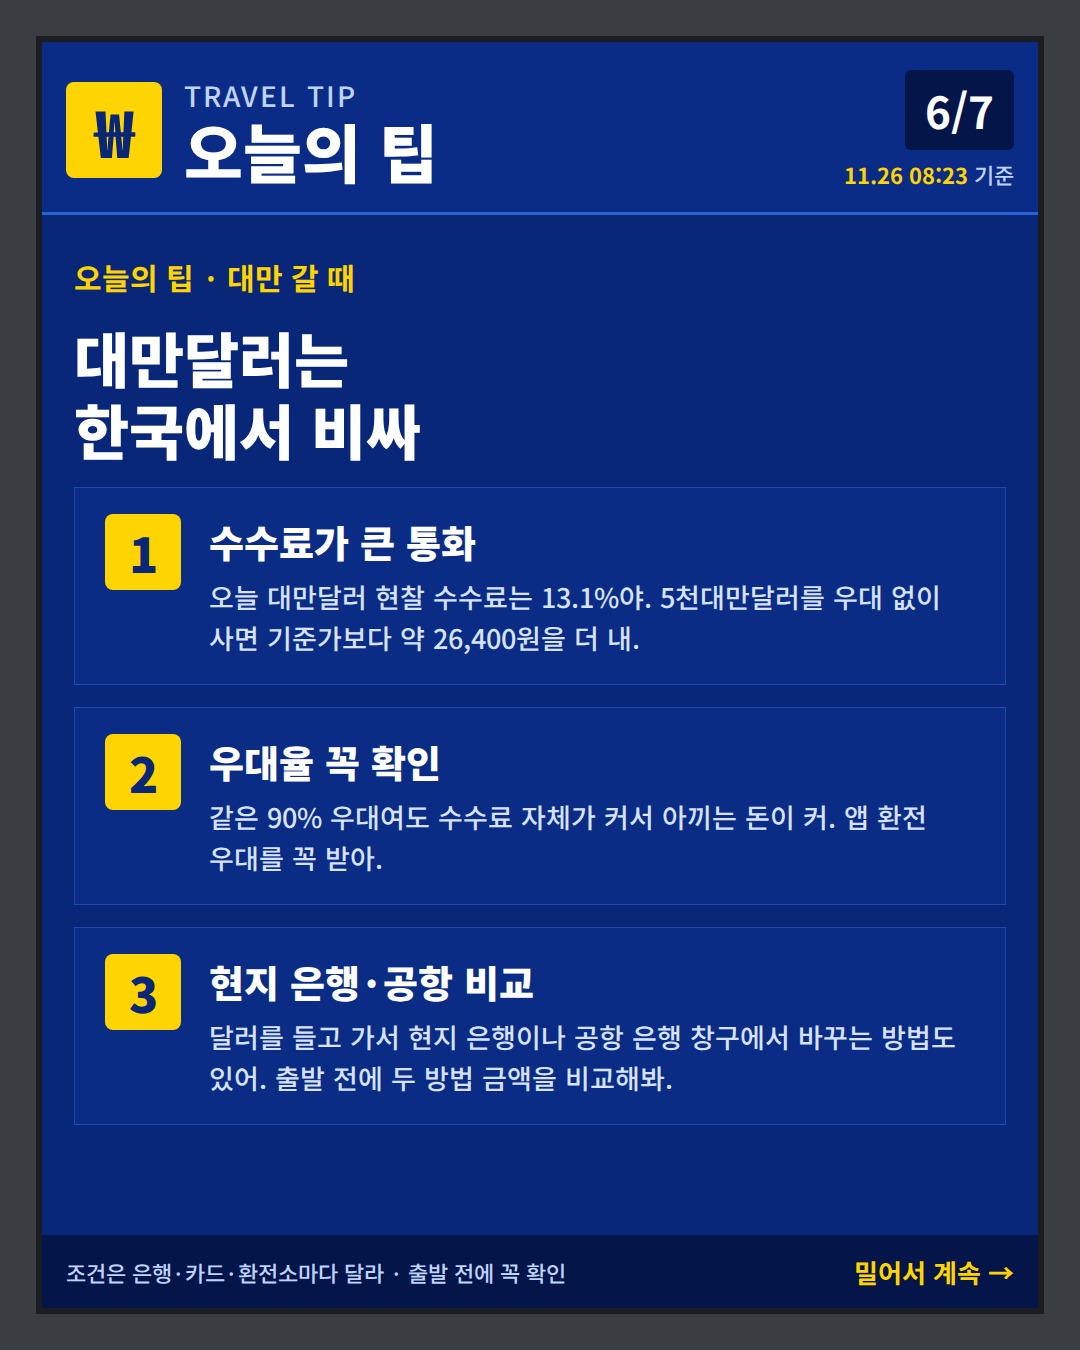 ₩
TRAVEL TIP
오늘의 팁
6/7
11.26 08:23 기준
오늘의 팁 · 대만 갈 때
대만달러는
한국에서 비싸
1
수수료가 큰 통화
오늘 대만달러 현찰 수수료는 13.1%야. 5천대만달러를 우대 없이
사면 기준가보다 약 26,400원을 더 내.
2
우대율 꼭 확인
같은 90% 우대여도 수수료 자체가 커서 아끼는 돈이 커. 앱 환전
우대를 꼭 받아.
3
현지 은행·공항 비교
달러를 들고 가서 현지 은행이나 공항 은행 창구에서 바꾸는 방법도
있어. 출발 전에 두 방법 금액을 비교해봐.
조건은 은행·카드·환전소마다 달라 · 출발 전에 꼭 확인
밀어서 계속 →